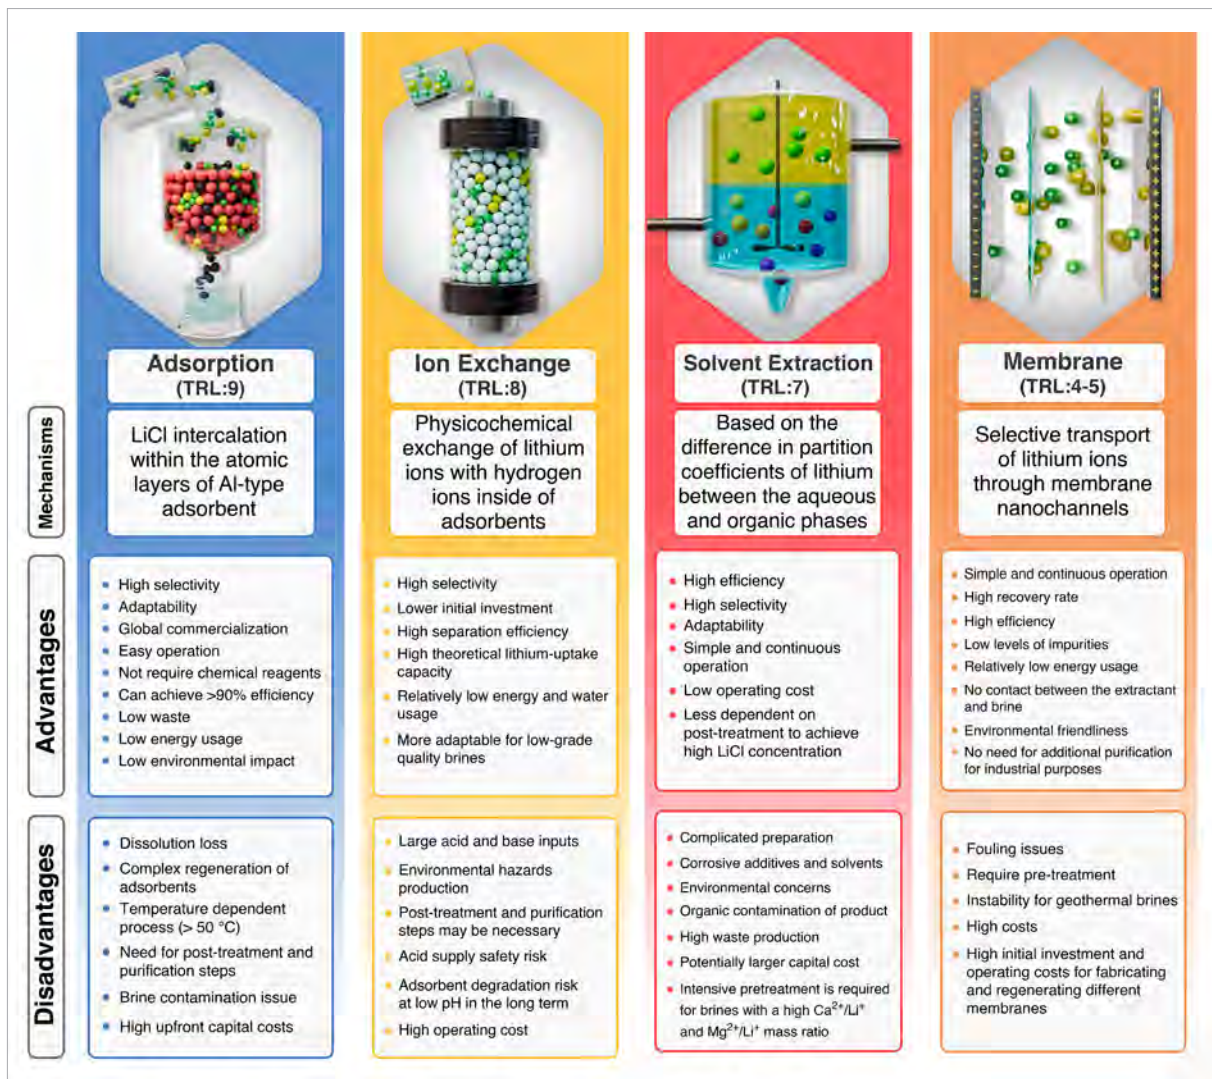 Adsorption
(TRL:9)
Ion Exchange
(TRL:8)
Solvent Extraction
(TRL:7)
Membrane
(TRL:4-5)
Mechanisms
LiCl intercalation
within the atomic
layers of Al-type
adsorbent
Physicochemical
exchange of lithium
ions with hydrogen
ions inside of
adsorbents
Based on the
difference in partition
coefficients of lithium
between the aqueous
and organic phases
Selective transport
of lithium ions
through membrane
nanochannels
Advantages
• High selectivity
• Adaptability
• Global commercialization
• Easy operation
• Not require chemical reagents
• Can achieve >90% efficiency
• Low waste
• Low energy usage
• Low environmental impact
• High selectivity
• Lower initial investment
• High separation efficiency
• High theoretical lithium-uptake
capacity
• Relatively low energy and water
usage
• More adaptable for low-grade
quality brines
• High efficiency
• High selectivity
• Adaptability
• Simple and continuous
operation
• Low operating cost
• Less dependent on
post-treatment to achieve
high LiCl concentration
• Simple and continuous operation
• High recovery rate
• High efficiency
• Low levels of impurities
• Relatively low energy usage
• No contact between the extractant
and brine
• Environmental friendliness
• No need for additional purification
for industrial purposes
Disadvantages
• Dissolution loss
• Complex regeneration of
adsorbents
• Temperature dependent
process (> 50 °C)
• Need for post-treatment and
purification steps
• Brine contamination issue
• High upfront capital costs
• Large acid and base inputs
• Environmental hazards
production
• Post-treatment and purification
steps may be necessary
• Acid supply safety risk
• Adsorbent degradation risk
at low pH in the long term
• High operating cost
• Complicated preparation
• Corrosive additives and solvents
• Environmental concerns
• Organic contamination of product
• High waste production
• Potentially larger capital cost
• Intensive pretreatment is required
for brines with a high Ca²⁺/Li⁺
and Mg²⁺/Li⁺ mass ratio
• Fouling issues
• Require pre-treatment
• Instability for geothermal brines
• High costs
• High initial investment and
operating costs for fabricating
and regenerating different
membranes